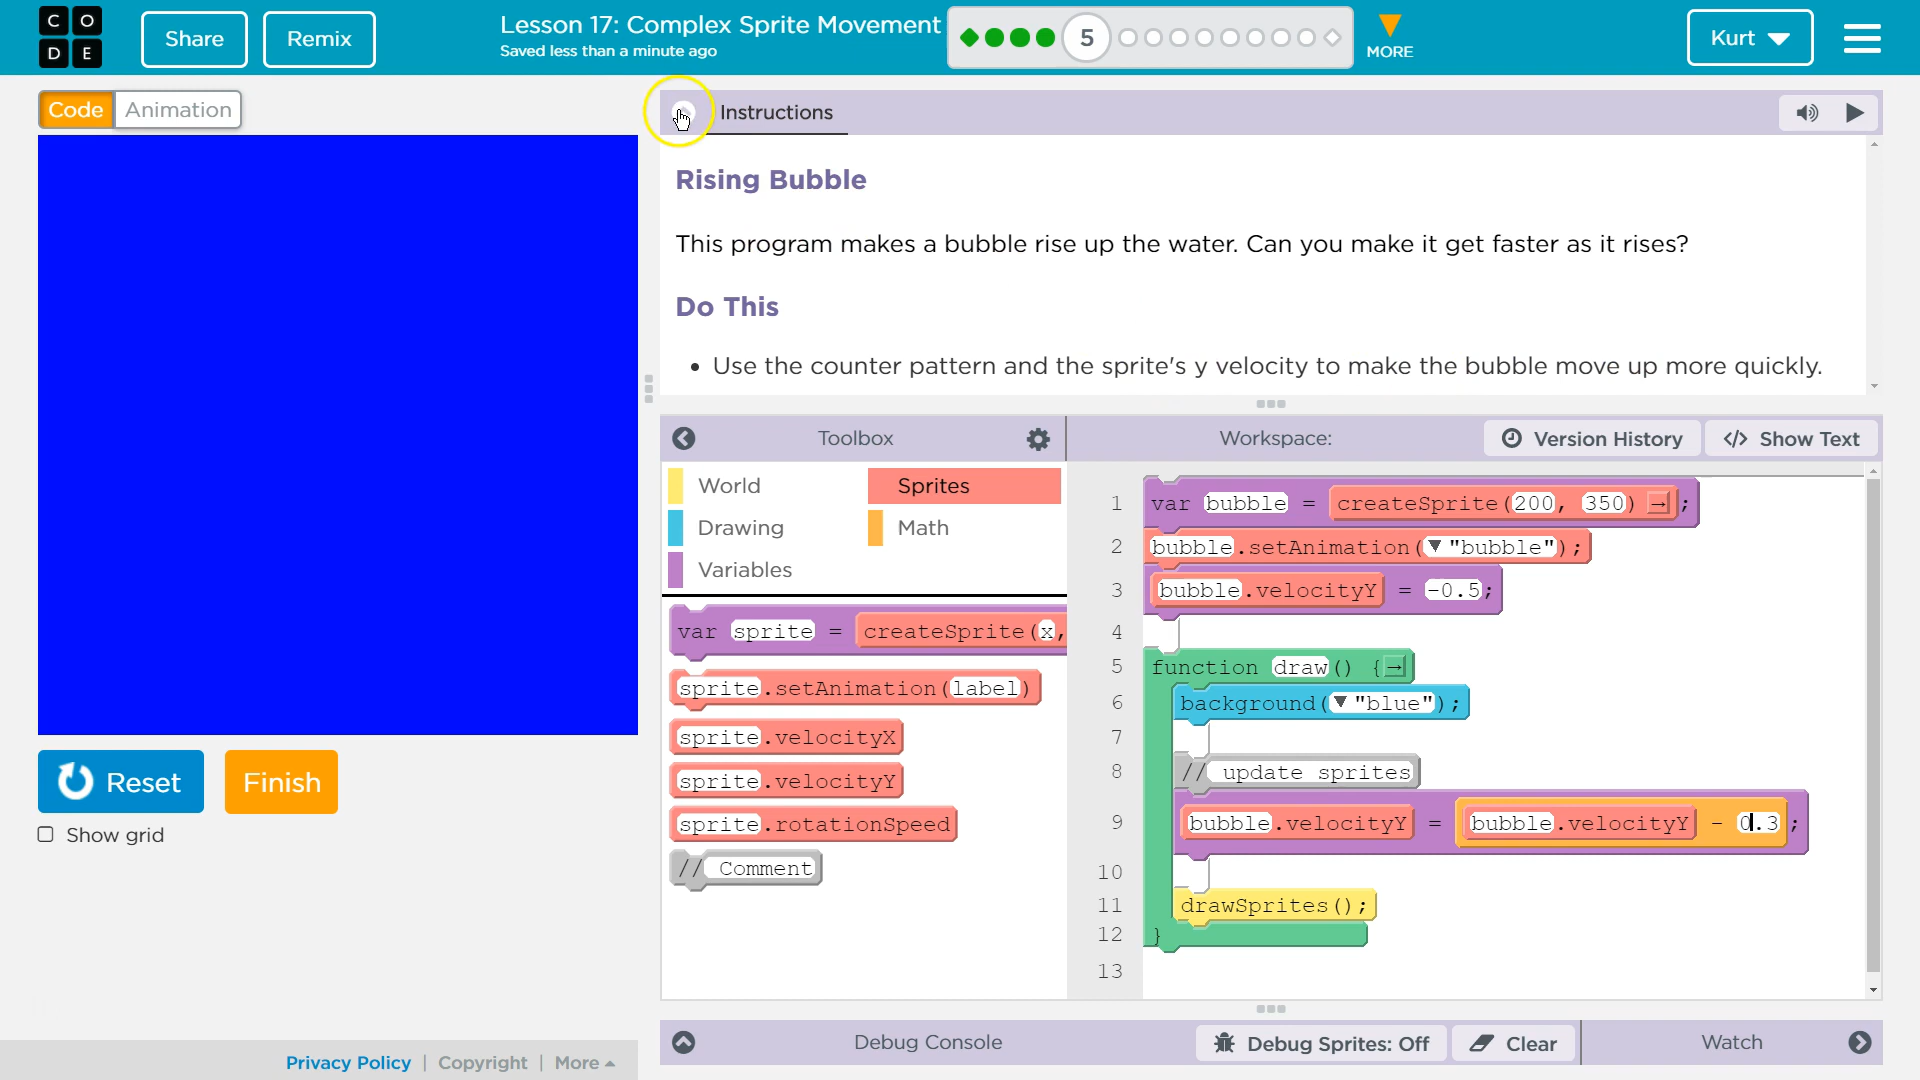 C O
D E
Share
Remix
Lesson 17: Complex Sprite Movement
Saved less than a minute ago
5
MORE
Kurt
Code
Animation
Instructions
Rising Bubble
This program makes a bubble rise up the water. Can you make it get faster as it rises?
Do This
• Use the counter pattern and the sprite's y velocity to make the bubble move up more quickly.
Toolbox
Workspace:
Version History
</> Show Text
World
Sprites
Drawing
Math
Variables
var sprite = createSprite(x,
sprite.setAnimation(label)
sprite.velocityX
sprite.velocityY
sprite.rotationSpeed
// Comment
1 var bubble = createSprite(200, 350) →;
2 bubble.setAnimation(▼ "bubble");
3 bubble.velocityY = -0.5;
4
5 function draw() {→
6 background(▼ "blue");
7
8 // update sprites
9 bubble.velocityY = bubble.velocityY - 0.3;
10
11 drawSprites();
12 }
13
Reset
Finish
Show grid
Debug Console
Debug Sprites: Off
Clear
Watch
Privacy Policy | Copyright | More